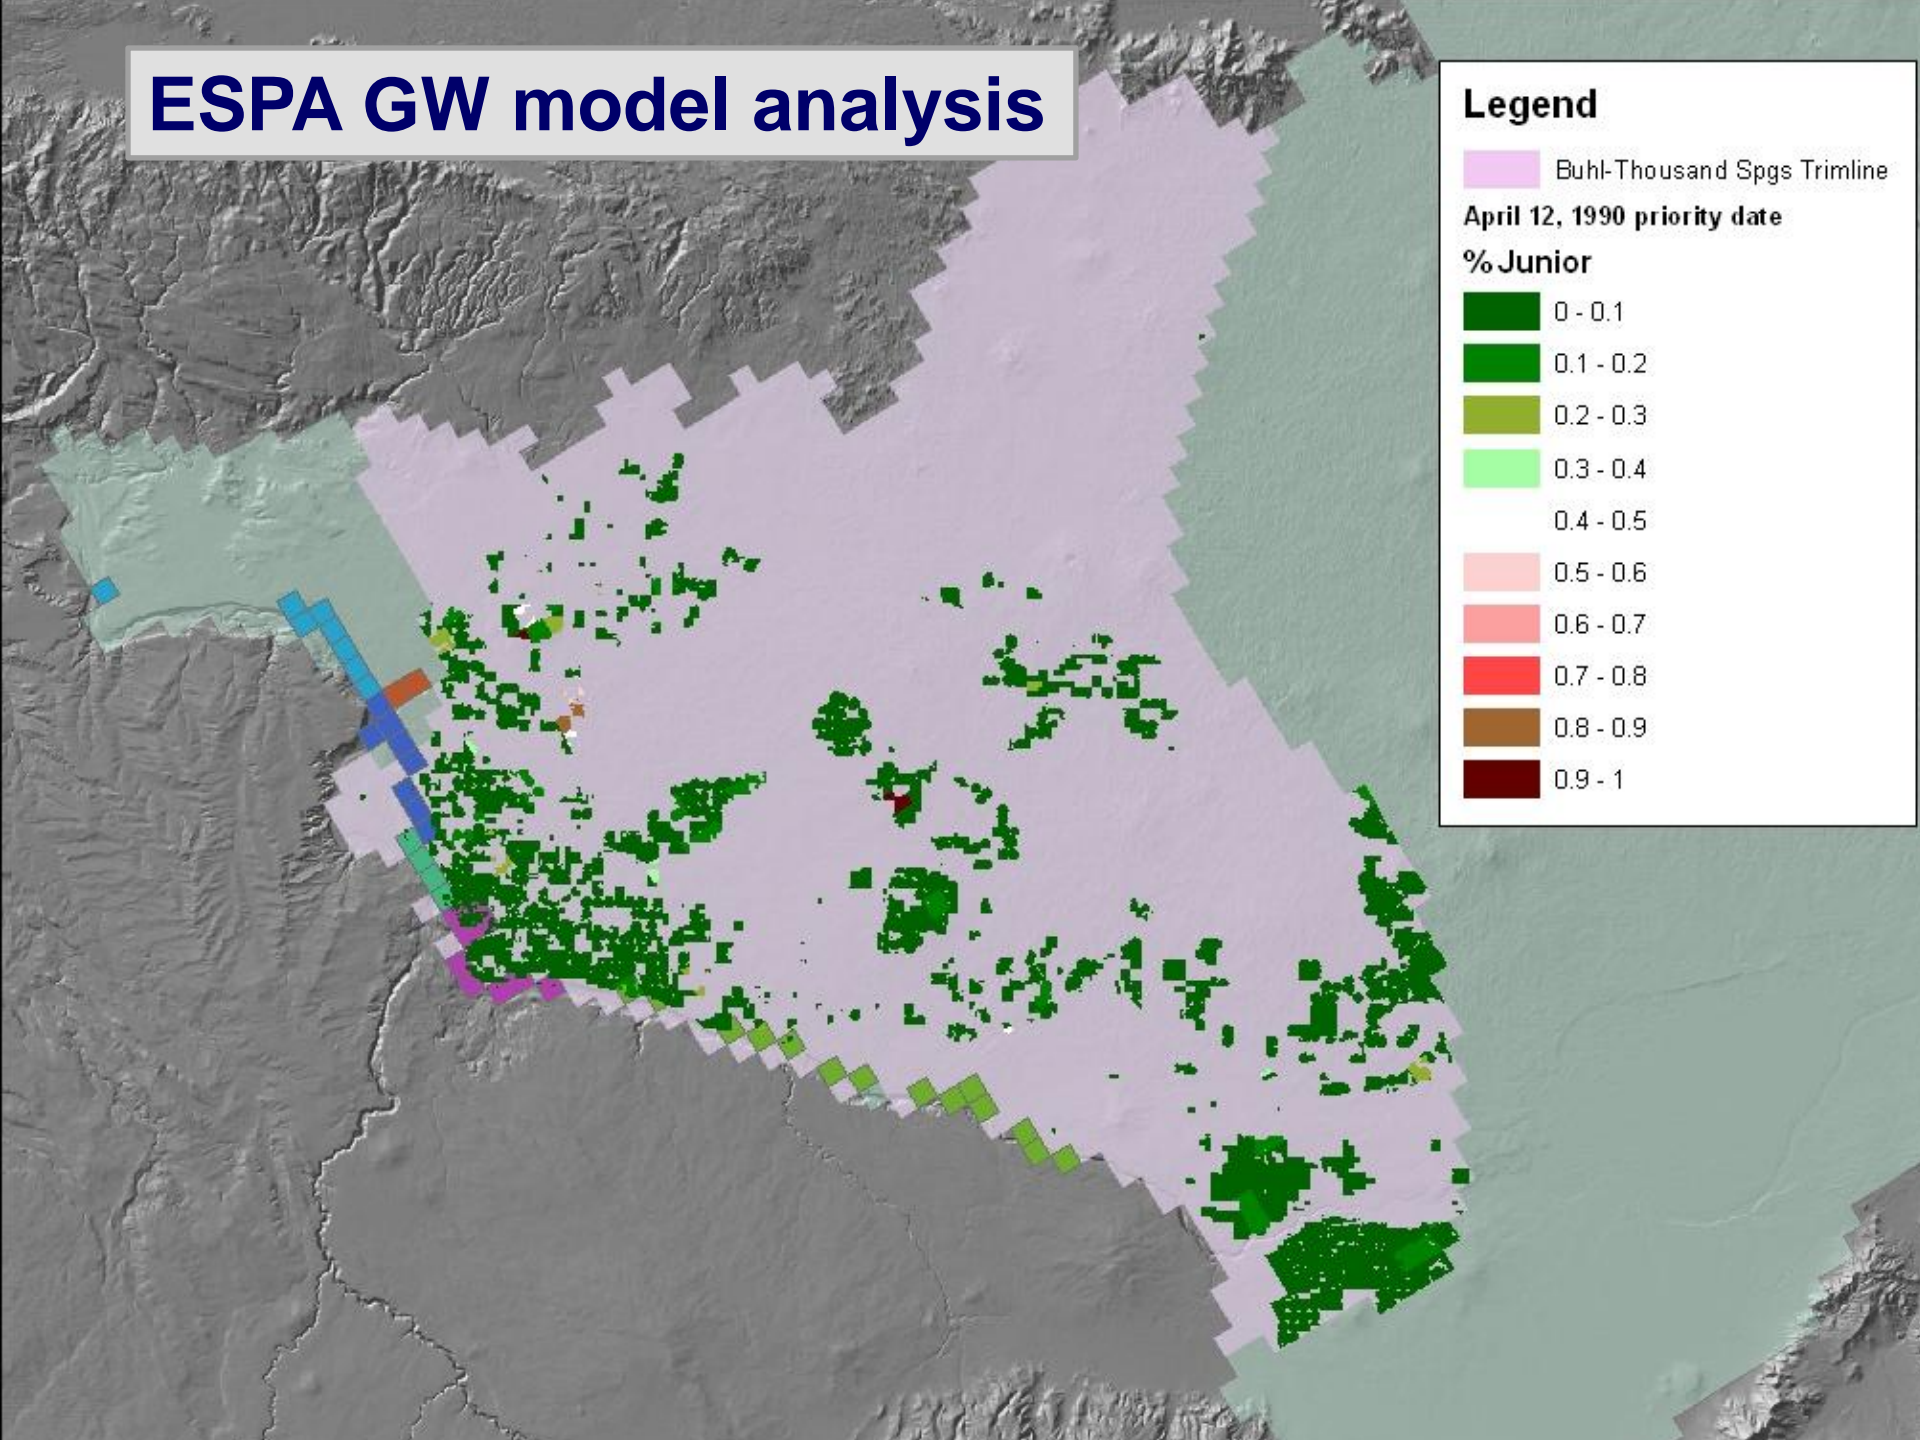 ESPA GW model analysis
Legend
Buhl-Thousand Spgs Trimline
April 12, 1990 priority date
% Junior
0 - 0.1
0.1 - 0.2
0.2 - 0.3
0.3 - 0.4
0.4 - 0.5
0.5 - 0.6
0.6 - 0.7
0.7 - 0.8
0.8 - 0.9
0.9 - 1